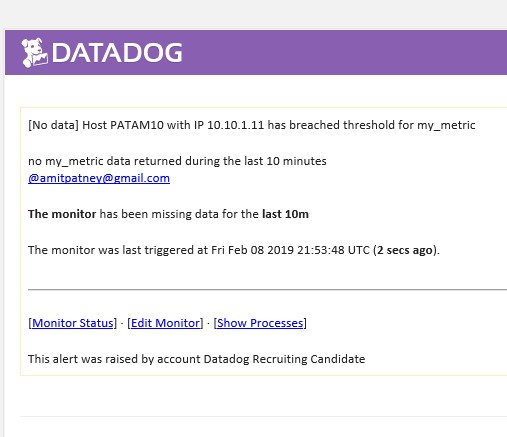 DATADOG
[No data] Host PATAM10 with IP 10.10.1.11 has breached threshold for my_metric
no my_metric data returned during the last 10 minutes
@amitpatney@gmail.com
The monitor has been missing data for the last 10m
The monitor was last triggered at Fri Feb 08 2019 21:53:48 UTC (2 secs ago).
[Monitor Status] · [Edit Monitor] · [Show Processes]
This alert was raised by account Datadog Recruiting Candidate